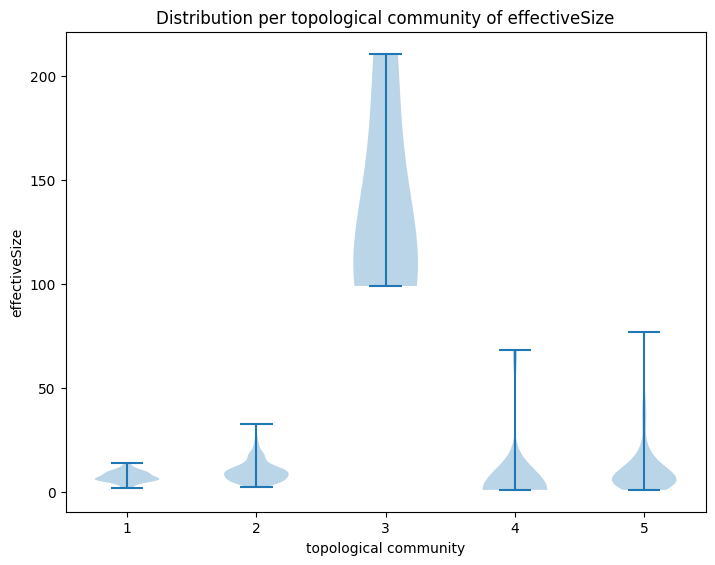 Distribution per topological community of effectiveSize
200
150
100
50
0
effectiveSize
1 2 3 4 5
topological community